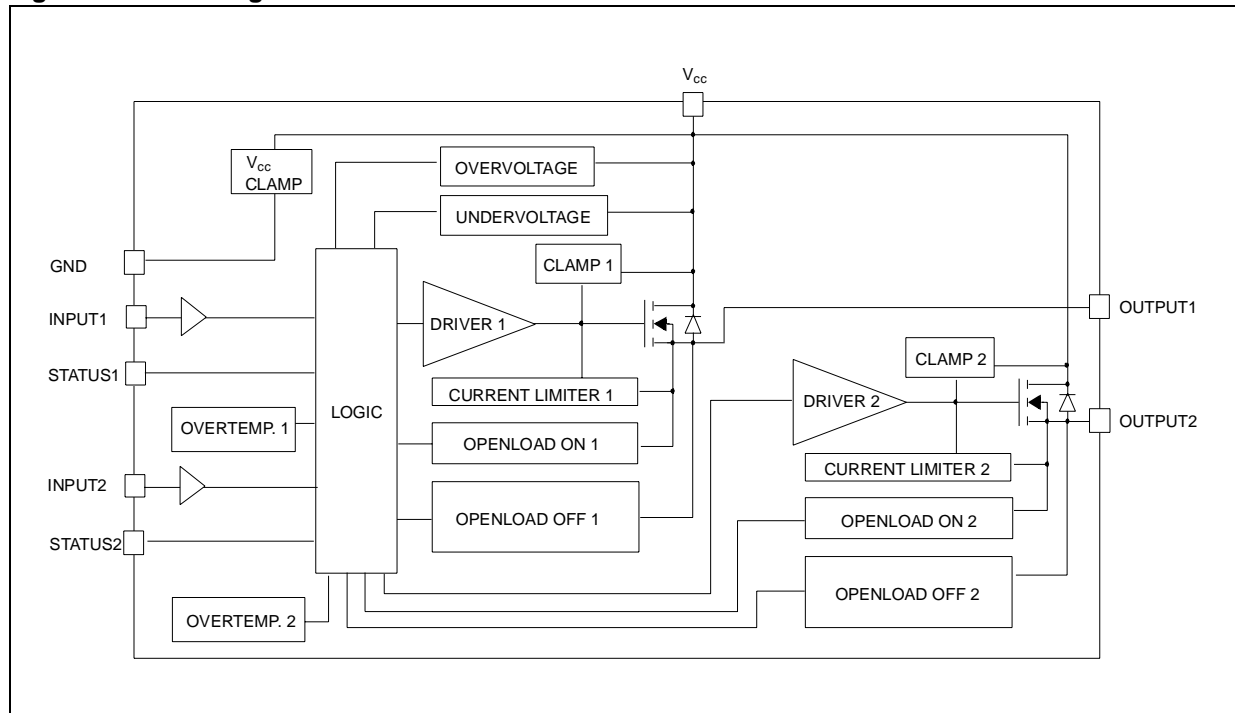 Vcc
Vcc
CLAMP
OVERVOLTAGE
UNDERVOLTAGE
GND
CLAMP 1
INPUT1
DRIVER 1
OUTPUT1
STATUS1
CLAMP 2
CURRENT LIMITER 1
LOGIC
DRIVER 2
OVERTEMP. 1
OUTPUT2
OPENLOAD ON 1
CURRENT LIMITER 2
INPUT2
OPENLOAD OFF 1
OPENLOAD ON 2
STATUS2
OPENLOAD OFF 2
OVERTEMP. 2